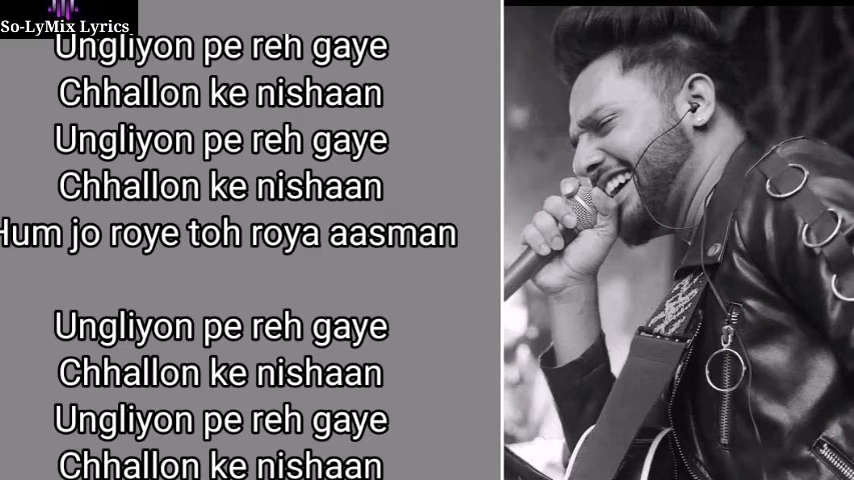 So-LyMix Lyrics
Ungliyon pe reh gaye
Chhallon ke nishaan
Ungliyon pe reh gaye
Chhallon ke nishaan
Hum jo roye toh roya aasman
Ungliyon pe reh gaye
Chhallon ke nishaan
Ungliyon pe reh gaye
Chhallon ke nishaan